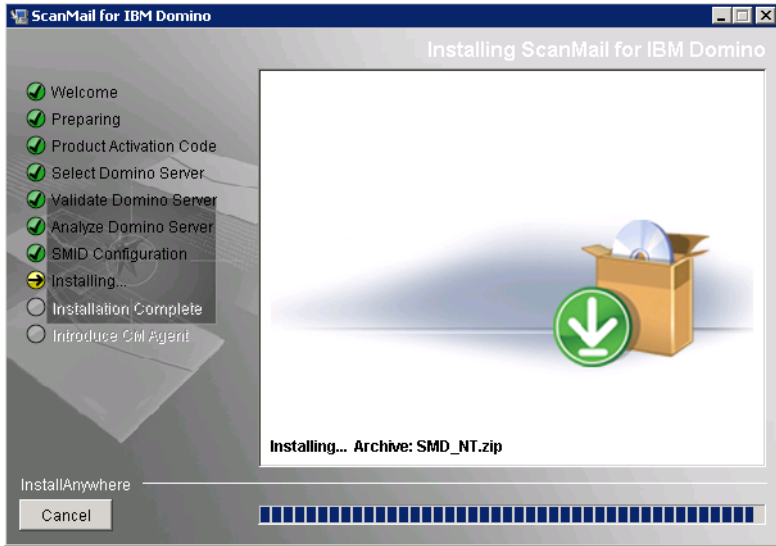 ScanMail for IBM Domino
Installing ScanMail for IBM Domino
Welcome
Preparing
Product Activation Code
Select Domino Server
Validate Domino Server
Analyze Domino Server
SMID Configuration
Installing...
Installation Complete
Introduce CM Agent
Installing... Archive: SMD_NT.zip
InstallAnywhere
Cancel